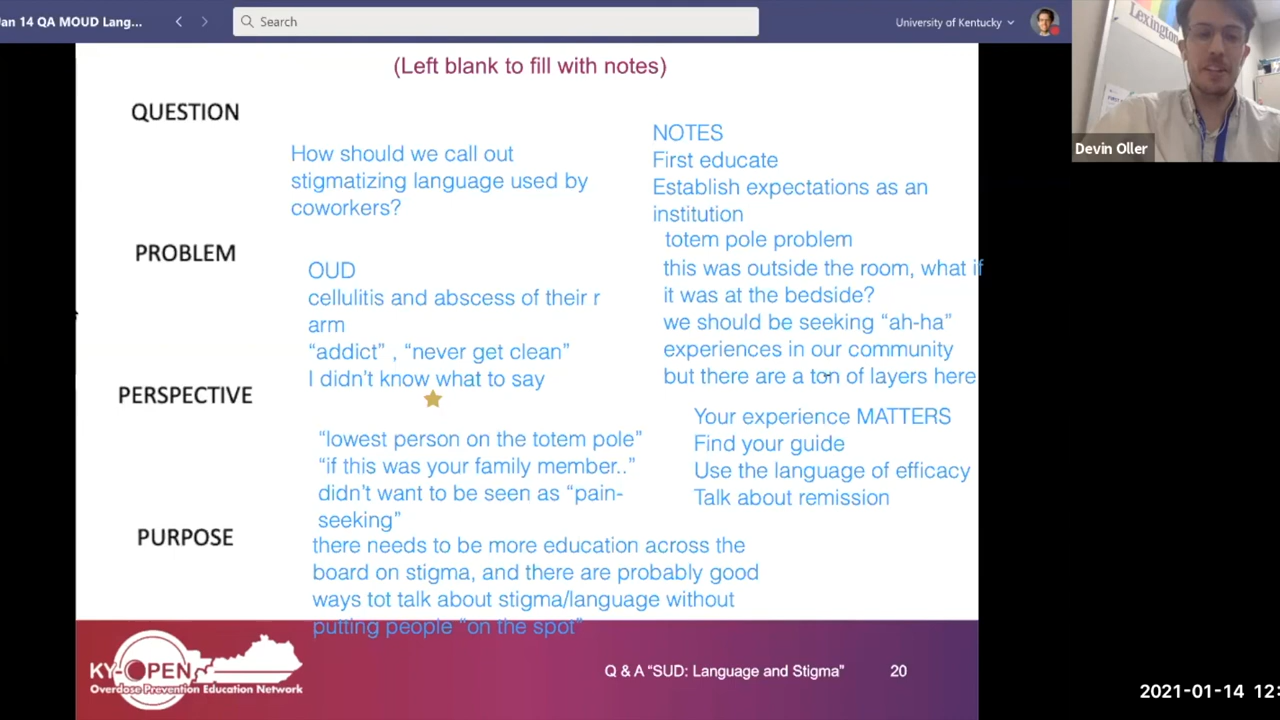 Jan 14 QA MOUD Lang...
Search
University of Kentucky
Lexington
Devin Oller
(Left blank to fill with notes)
QUESTION
How should we call out
stigmatizing language used by
coworkers?
PROBLEM
OUD
cellulitis and abscess of their r
arm
“addict” , “never get clean”
I didn’t know what to say
PERSPECTIVE
“lowest person on the totem pole”
“if this was your family member..”
didn’t want to be seen as “pain-
seeking”
PURPOSE
there needs to be more education across the
board on stigma, and there are probably good
ways tot talk about stigma/language without
putting people “on the spot”
NOTES
First educate
Establish expectations as an
institution
totem pole problem
this was outside the room, what if
it was at the bedside?
we should be seeking “ah-ha”
experiences in our community
but there are a ton of layers here
Your experience MATTERS
Find your guide
Use the language of efficacy
Talk about remission
KY-OPEN
Overdose Prevention Education Network
Q & A “SUD: Language and Stigma”
20
2021-01-14 12: